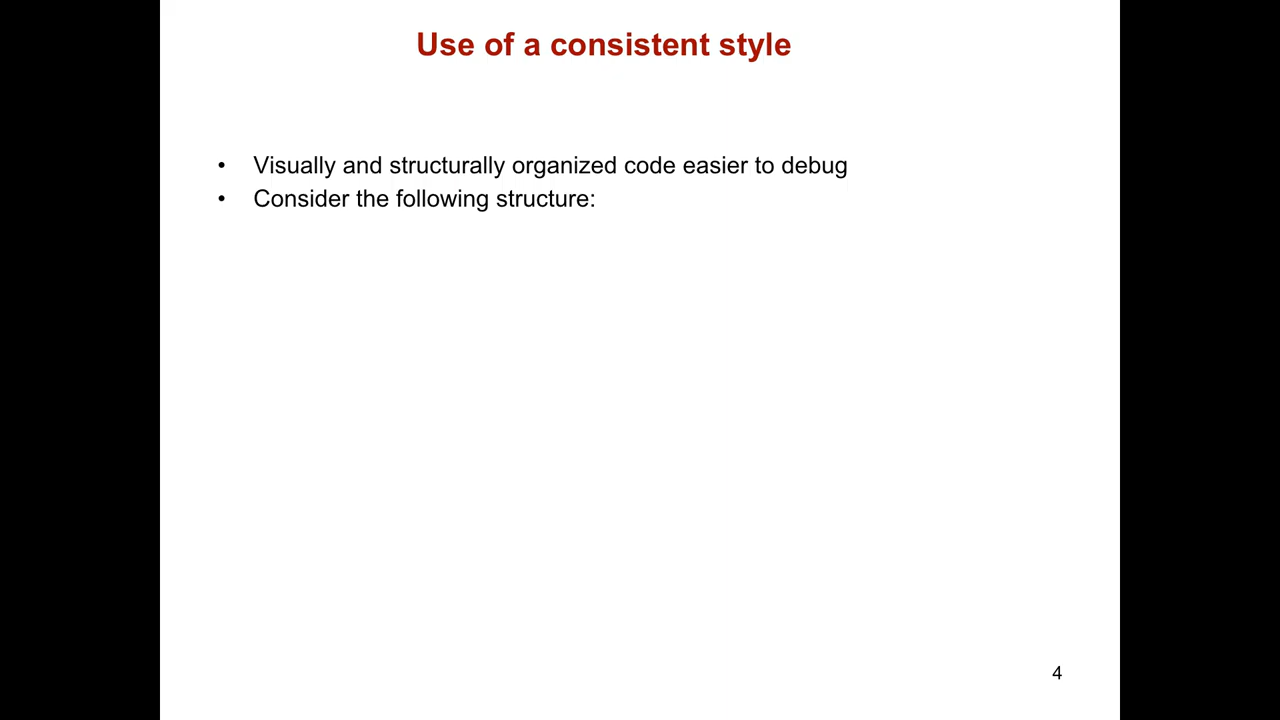 Use of a consistent style
• Visually and structurally organized code easier to debug
• Consider the following structure:
4